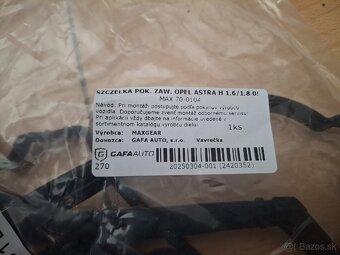 USZCZELKA POK. ZAW. OPEL ASTRA H 1.6/1.8 0
MAX 70-0104
Návod: Pri montáži postupujte podľa pokynov výrobcu
vozidla. Doporučujeme zveriť montáž odbornému servisu.
Pri aplikácii vždy dbajte na informácie uvedené v
sortimentnom katalógu výrobcu dielu!
1ks
Výrobca: MAXGEAR
Dovozca: GAFA AUTO, s.r.o. Vavrečka
GAFAAUTO
270
20250304-001 (2420352)
Bazos.sk